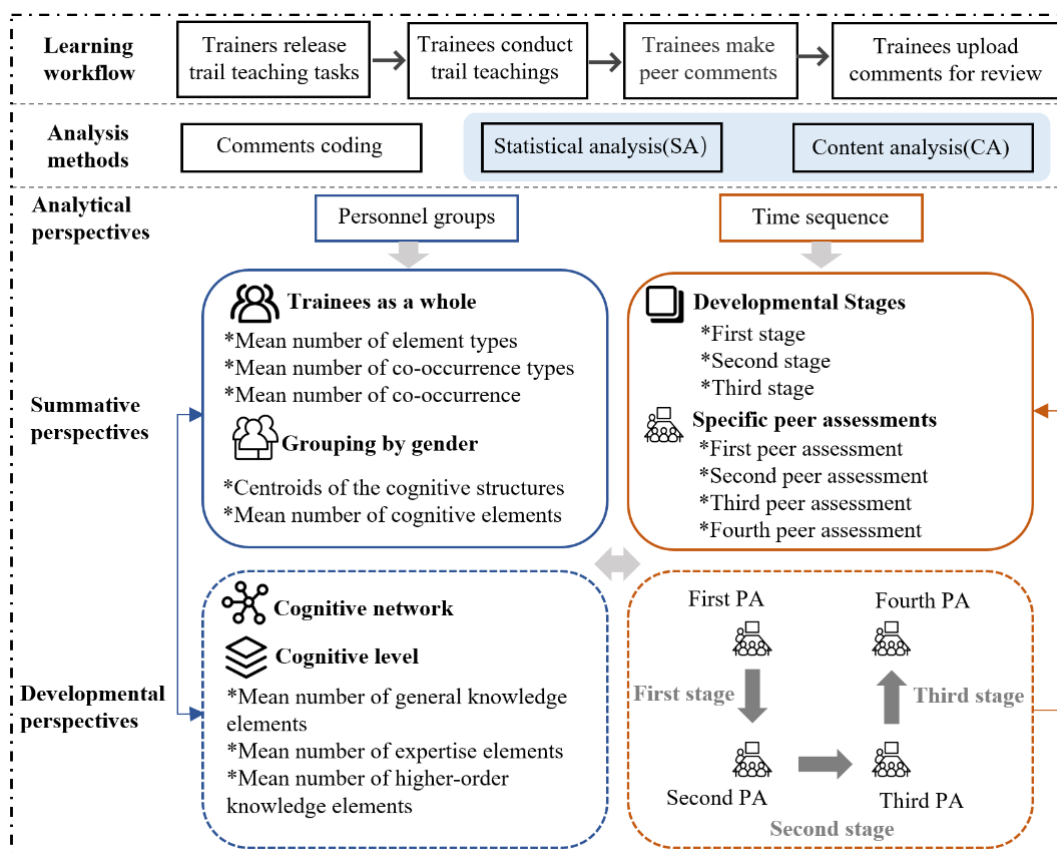 Learning
workflow
Trainers release
trail teaching tasks
Trainees conduct
trail teachings
Trainees make
peer comments
Trainees upload
comments for review
Analysis
methods
Comments coding
Statistical analysis(SA)
Content analysis(CA)
Analytical
perspectives
Personnel groups
Time sequence
Summative
perspectives
Trainees as a whole
*Mean number of element types
*Mean number of co-occurrence types
*Mean number of co-occurrence
Grouping by gender
*Centroids of the cognitive structures
*Mean number of cognitive elements
Developmental Stages
*First stage
*Second stage
*Third stage
Specific peer assessments
*First peer assessment
*Second peer assessment
*Third peer assessment
*Fourth peer assessment
Developmental
perspectives
Cognitive network
Cognitive level
*Mean number of general knowledge
elements
*Mean number of expertise elements
*Mean number of higher-order
knowledge elements
First PA
Fourth PA
First stage
Third stage
Second PA
Third PA
Second stage